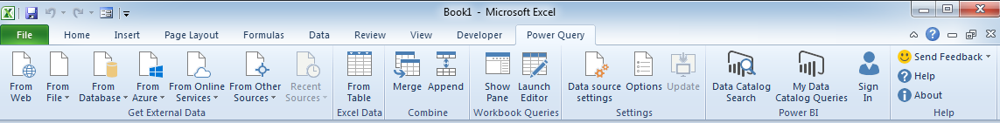 Book1 - Microsoft Excel
File Home Insert Page Layout Formulas Data Review View Developer Power Query
From Web
From File
From Database
From Azure
From Online Services
From Other Sources
Recent Sources
Get External Data
From Table
Excel Data
Merge
Append
Combine
Show Pane
Launch Editor
Workbook Queries
Data source settings
Options
Update
Settings
Data Catalog Search
My Data Catalog Queries
Sign In
Power BI
Send Feedback
Help
About
Help